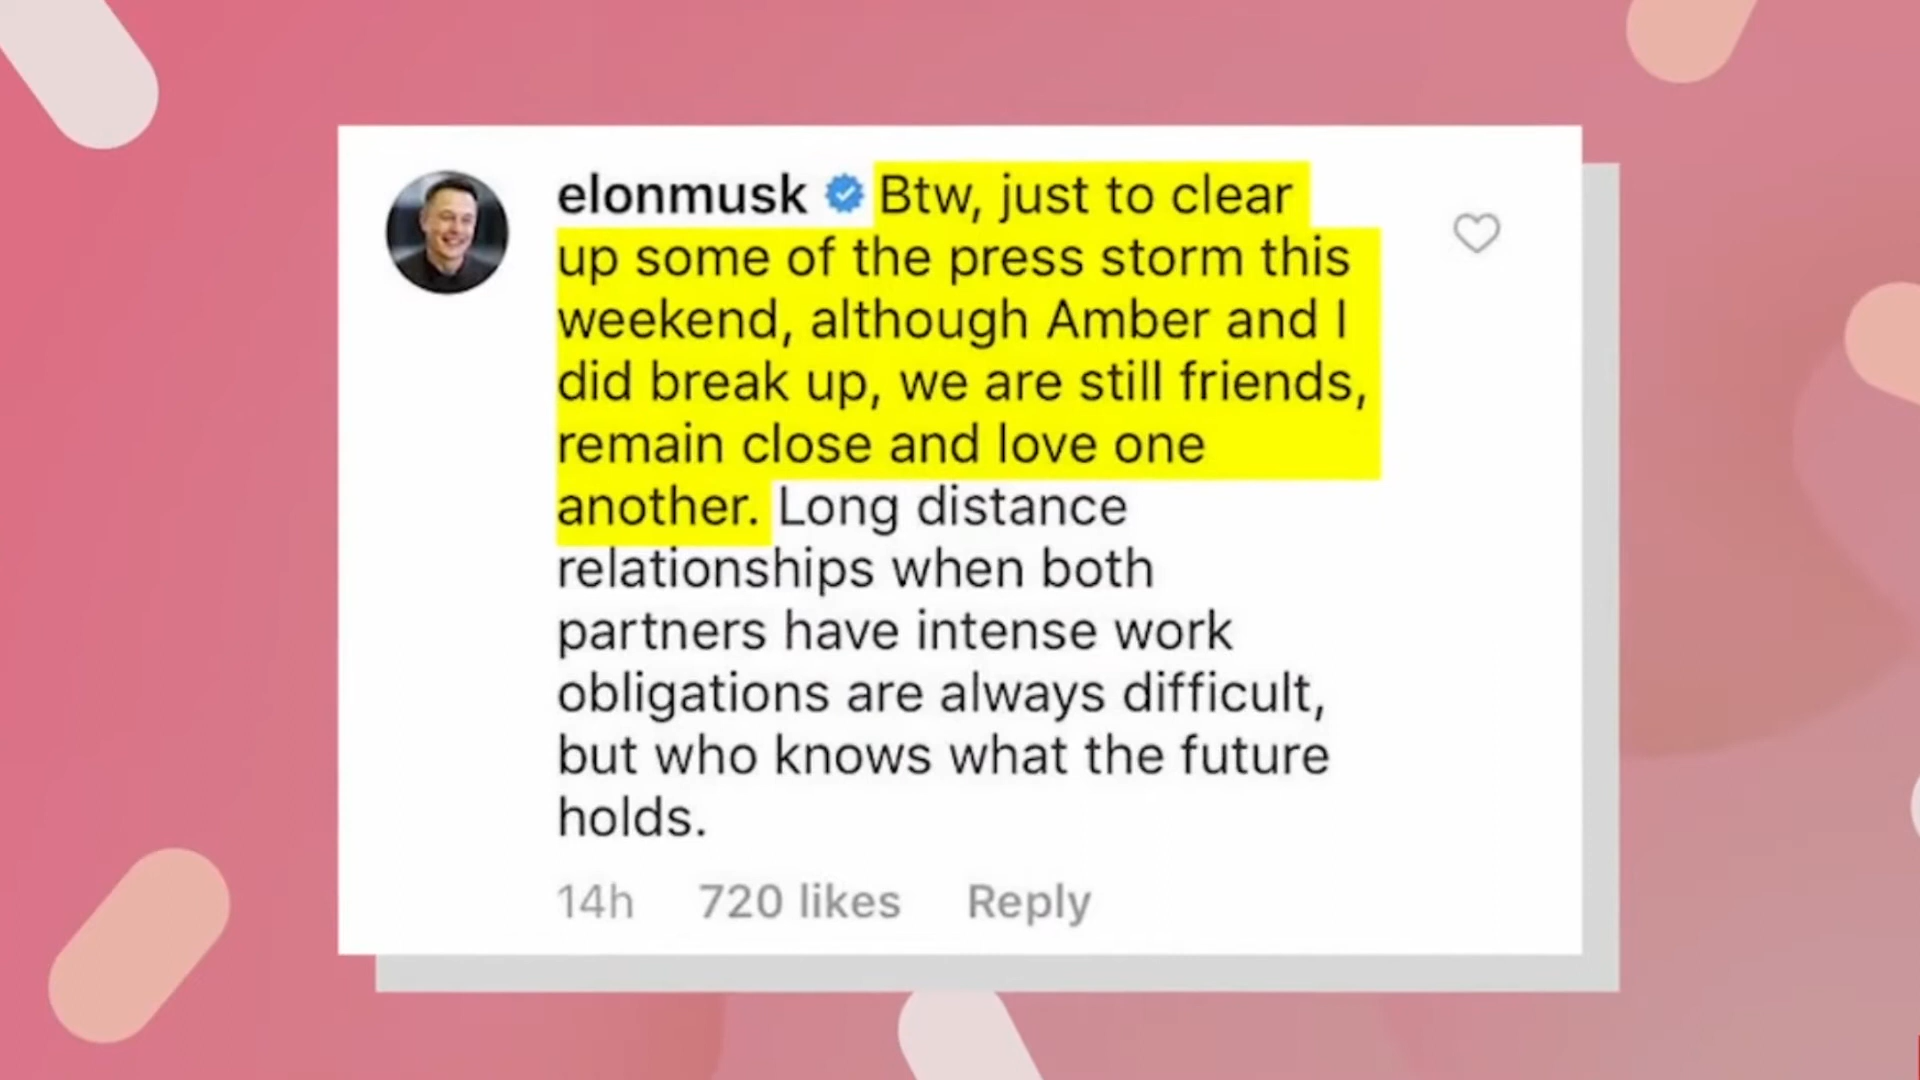 elonmusk Btw, just to clear
up some of the press storm this
weekend, although Amber and I
did break up, we are still friends,
remain close and love one
another. Long distance
relationships when both
partners have intense work
obligations are always difficult,
but who knows what the future
holds.
14h 720 likes Reply